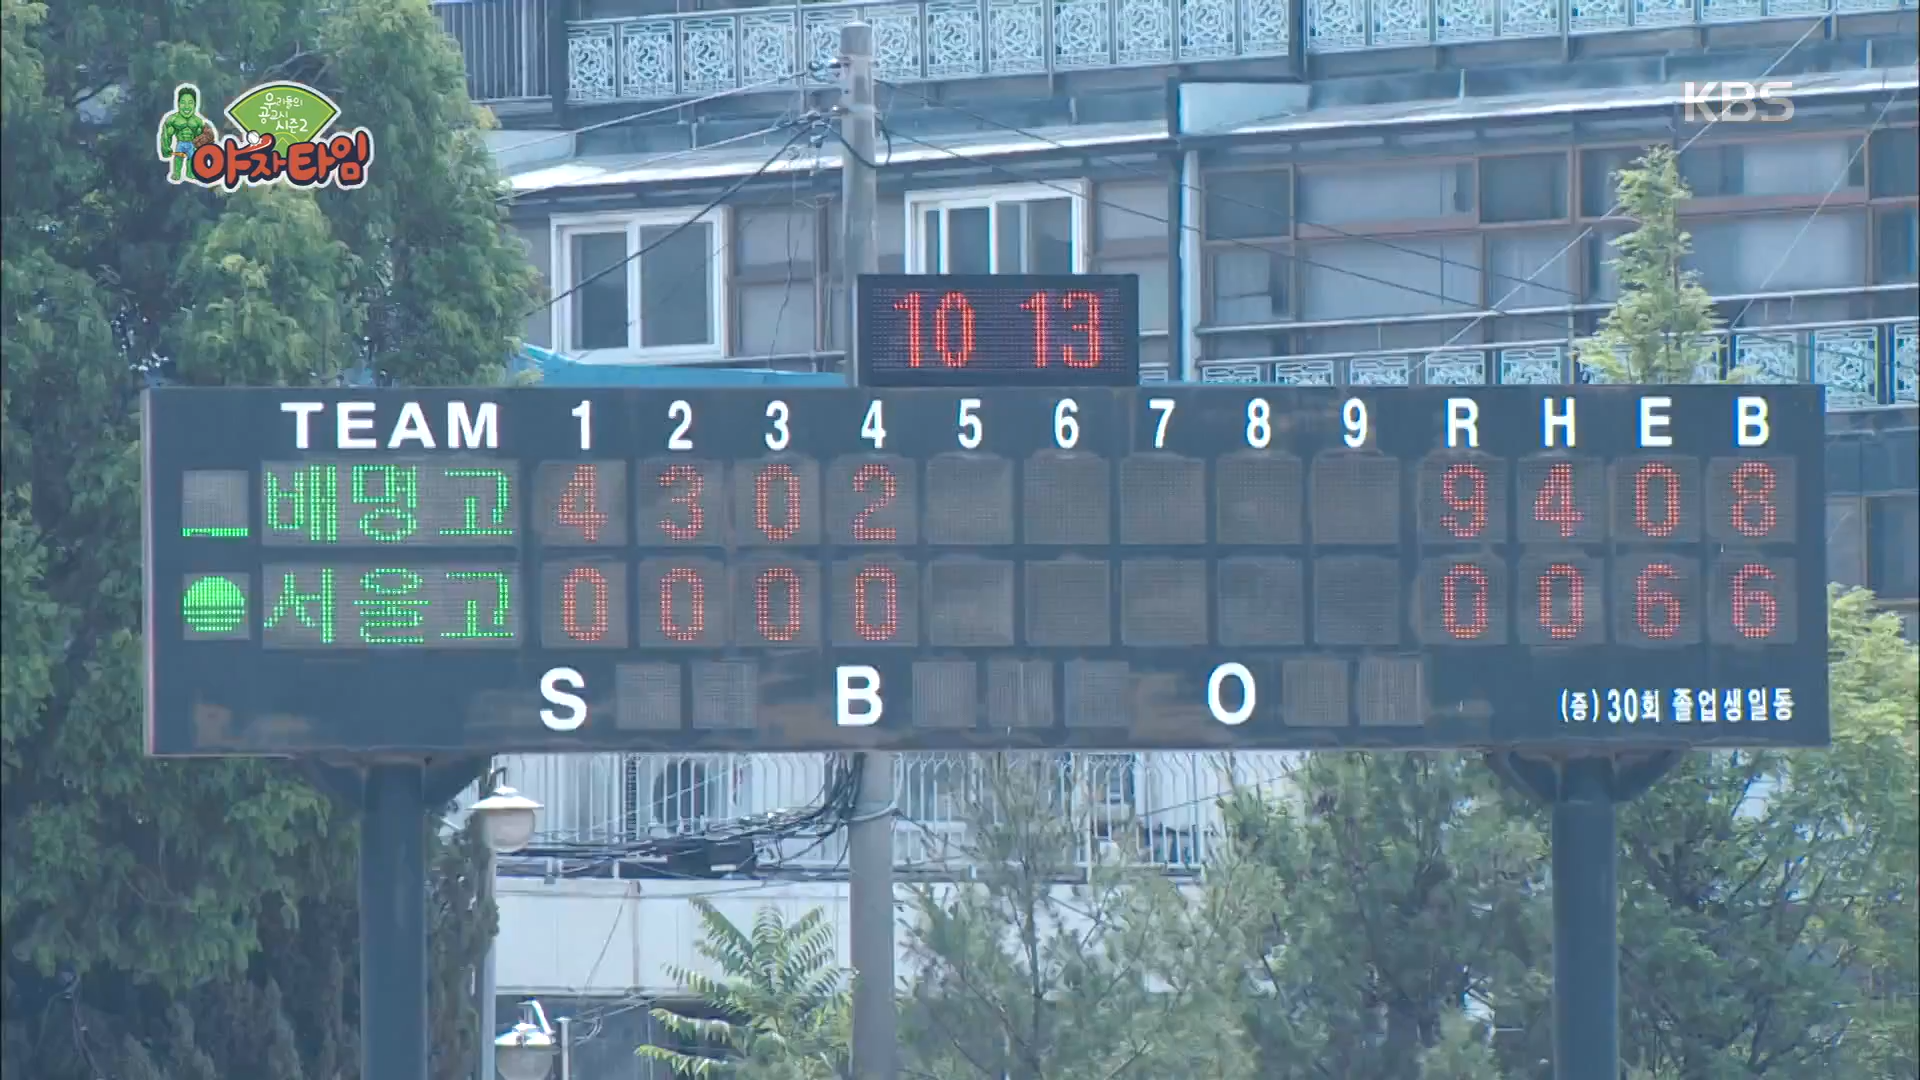 우리들의
공교시
시즌2
야자타임
KBS
10 13
TEAM 1 2 3 4 5 6 7 8 9 R H E B
배명고 4 3 0 2 9 4 0 8
서울고 0 0 0 0 0 0 6 6
S B O
(증) 30회 졸업생일동